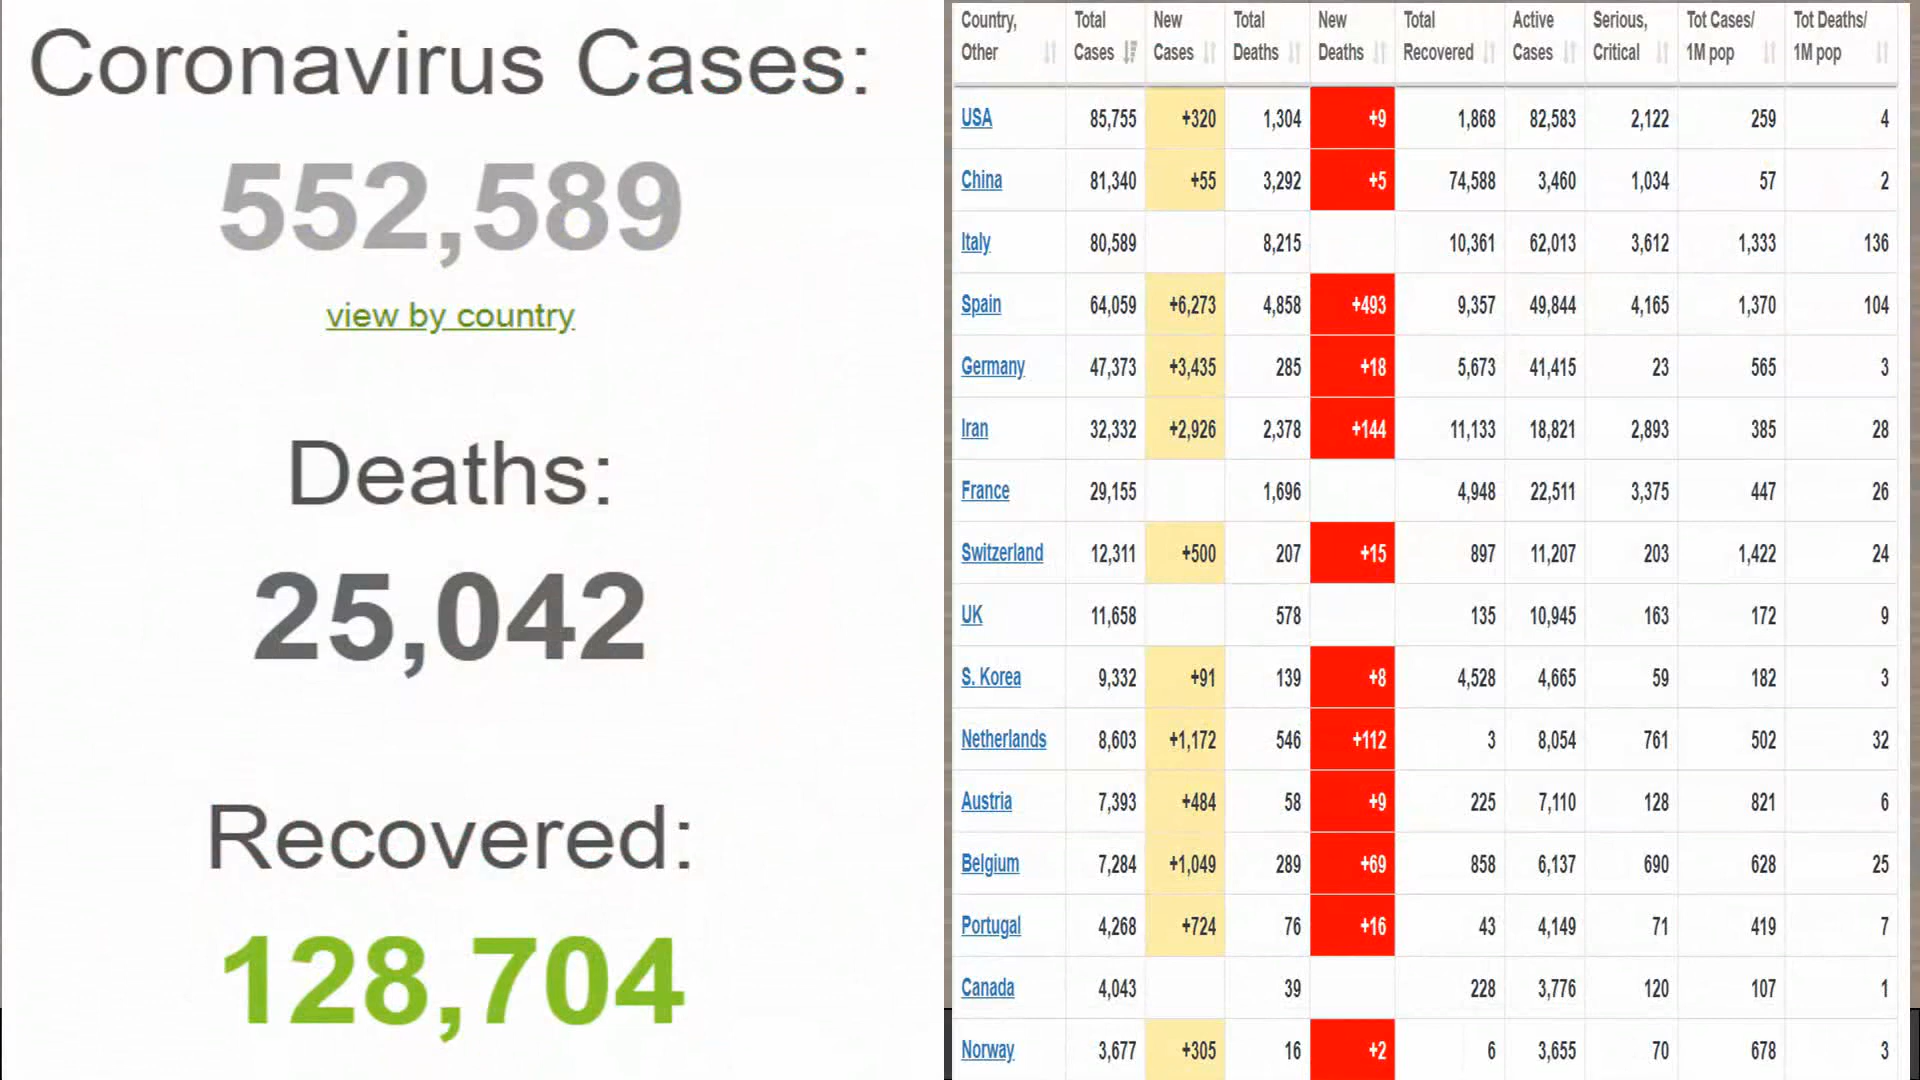 Coronavirus Cases:
552,589
view by country
Deaths:
25,042
Recovered:
128,704
Country, Other Total Cases New Cases Total Deaths New Deaths Total Recovered Active Cases Serious, Critical Tot Cases/ 1M pop Tot Deaths/ 1M pop
USA 85,755 +320 1,304 +9 1,868 82,583 2,122 259 4
China 81,340 +55 3,292 +5 74,588 3,460 1,034 57 2
Italy 80,589 8,215 10,361 62,013 3,612 1,333 136
Spain 64,059 +6,273 4,858 +493 9,357 49,844 4,165 1,370 104
Germany 47,373 +3,435 285 +18 5,673 41,415 23 565 3
Iran 32,332 +2,926 2,378 +144 11,133 18,821 2,893 385 28
France 29,155 1,696 4,948 22,511 3,375 447 26
Switzerland 12,311 +500 207 +15 897 11,207 203 1,422 24
UK 11,658 578 135 10,945 163 172 9
S. Korea 9,332 +91 139 +8 4,528 4,665 59 182 3
Netherlands 8,603 +1,172 546 +112 3 8,054 761 502 32
Austria 7,393 +484 58 +9 225 7,110 128 821 6
Belgium 7,284 +1,049 289 +69 858 6,137 690 628 25
Portugal 4,268 +724 76 +16 43 4,149 71 419 7
Canada 4,043 39 228 3,776 120 107 1
Norway 3,677 +305 16 +2 6 3,655 70 678 3